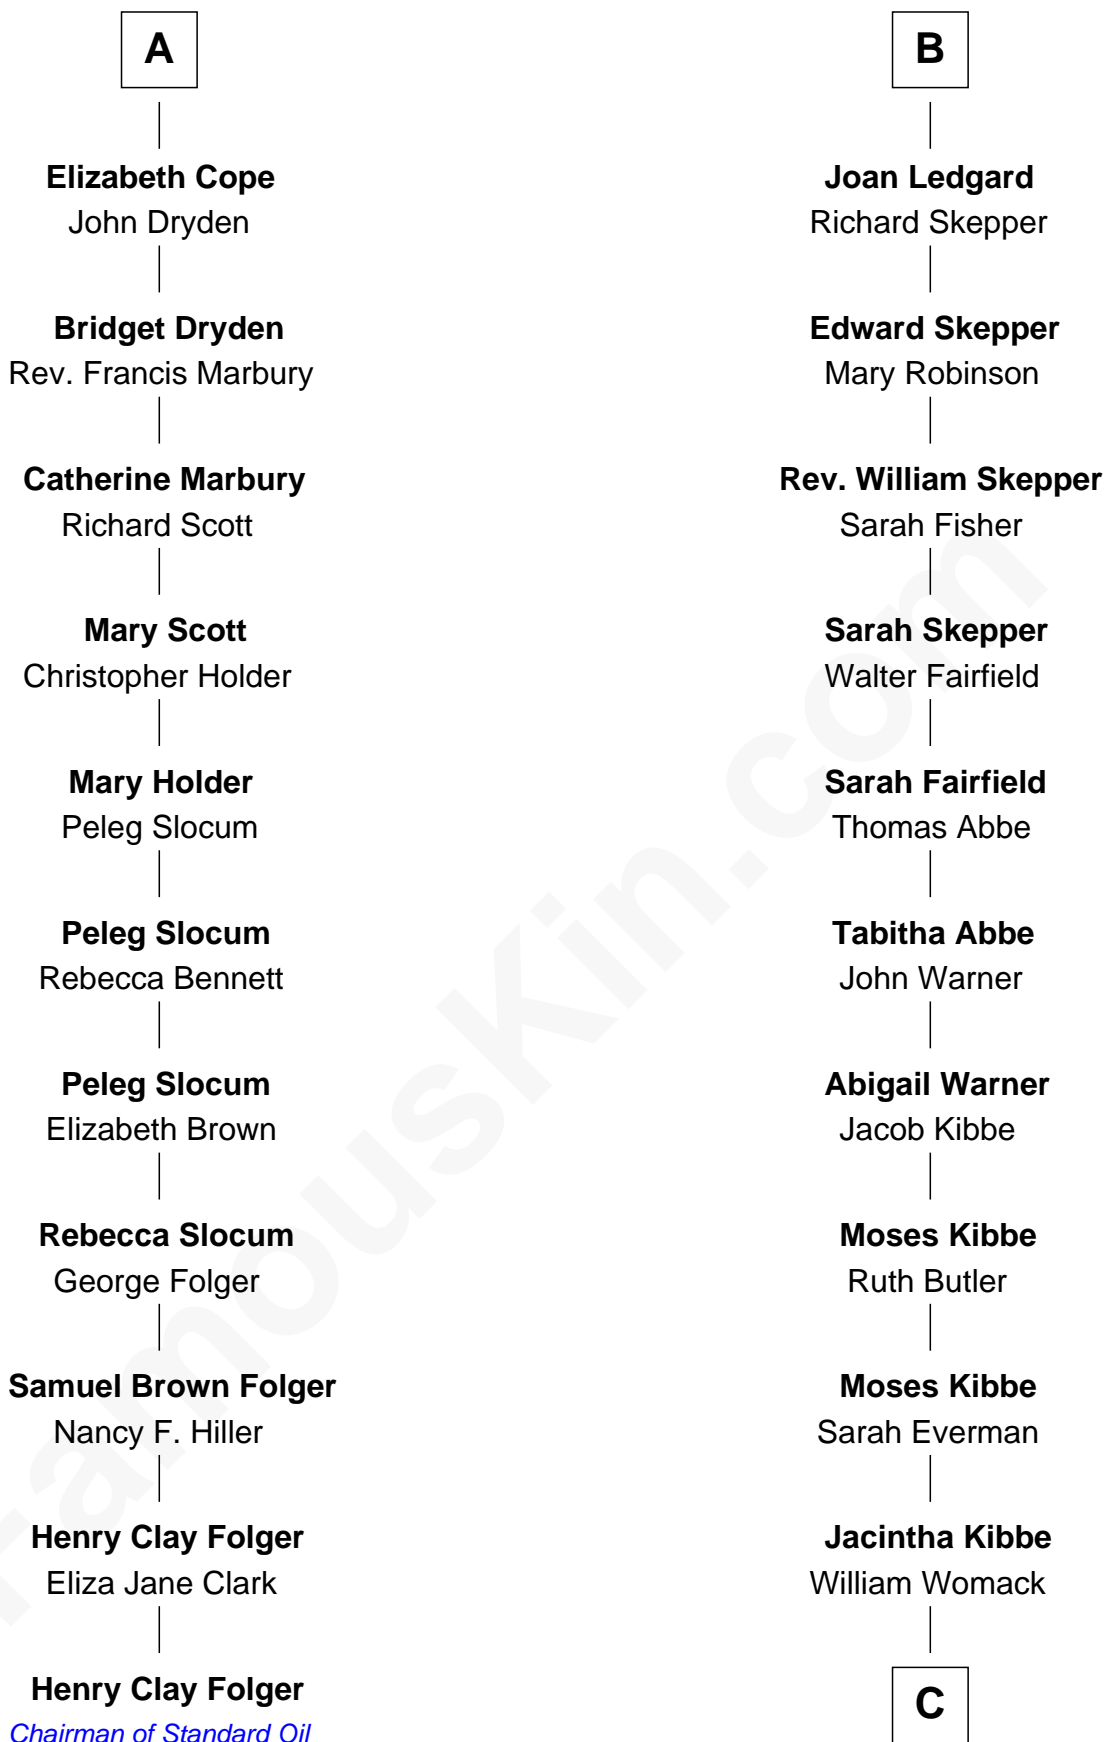 A
Elizabeth Cope
John Dryden
Bridget Dryden
Rev. Francis Marbury
Catherine Marbury
Richard Scott
Mary Scott
Christopher Holder
Mary Holder
Peleg Slocum
Peleg Slocum
Rebecca Bennett
Peleg Slocum
Elizabeth Brown
Rebecca Slocum
George Folger
Samuel Brown Folger
Nancy F. Hiller
Henry Clay Folger
Eliza Jane Clark
Henry Clay Folger
Chairman of Standard Oil
B
Joan Ledgard
Richard Skepper
Edward Skepper
Mary Robinson
Rev. William Skepper
Sarah Fisher
Sarah Skepper
Walter Fairfield
Sarah Fairfield
Thomas Abbe
Tabitha Abbe
John Warner
Abigail Warner
Jacob Kibbe
Moses Kibbe
Ruth Butler
Moses Kibbe
Sarah Everman
Jacintha Kibbe
William Womack
C
FamousKin.com